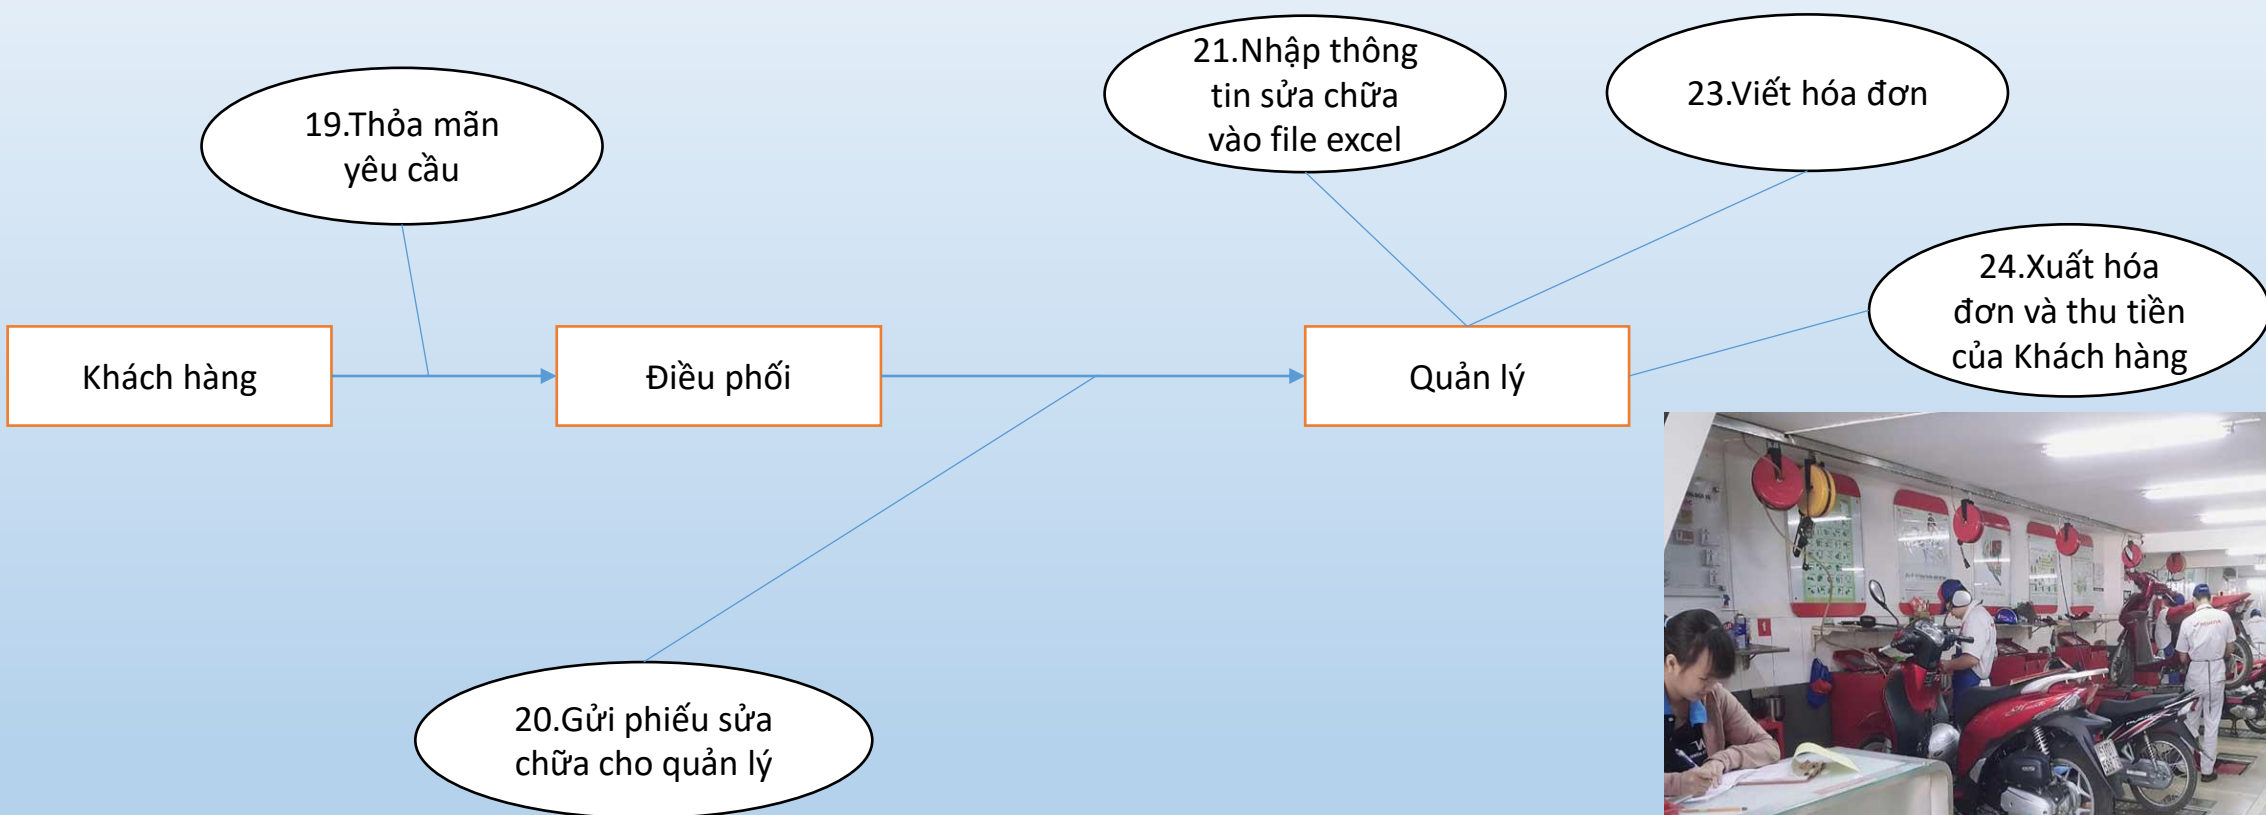 19.Thỏa mãn
yêu cầu
21.Nhập thông
tin sửa chữa
vào file excel
23.Viết hóa đơn
24.Xuất hóa
đơn và thu tiền
của Khách hàng
Khách hàng
Điều phối
Quản lý
20.Gửi phiếu sửa
chữa cho quản lý